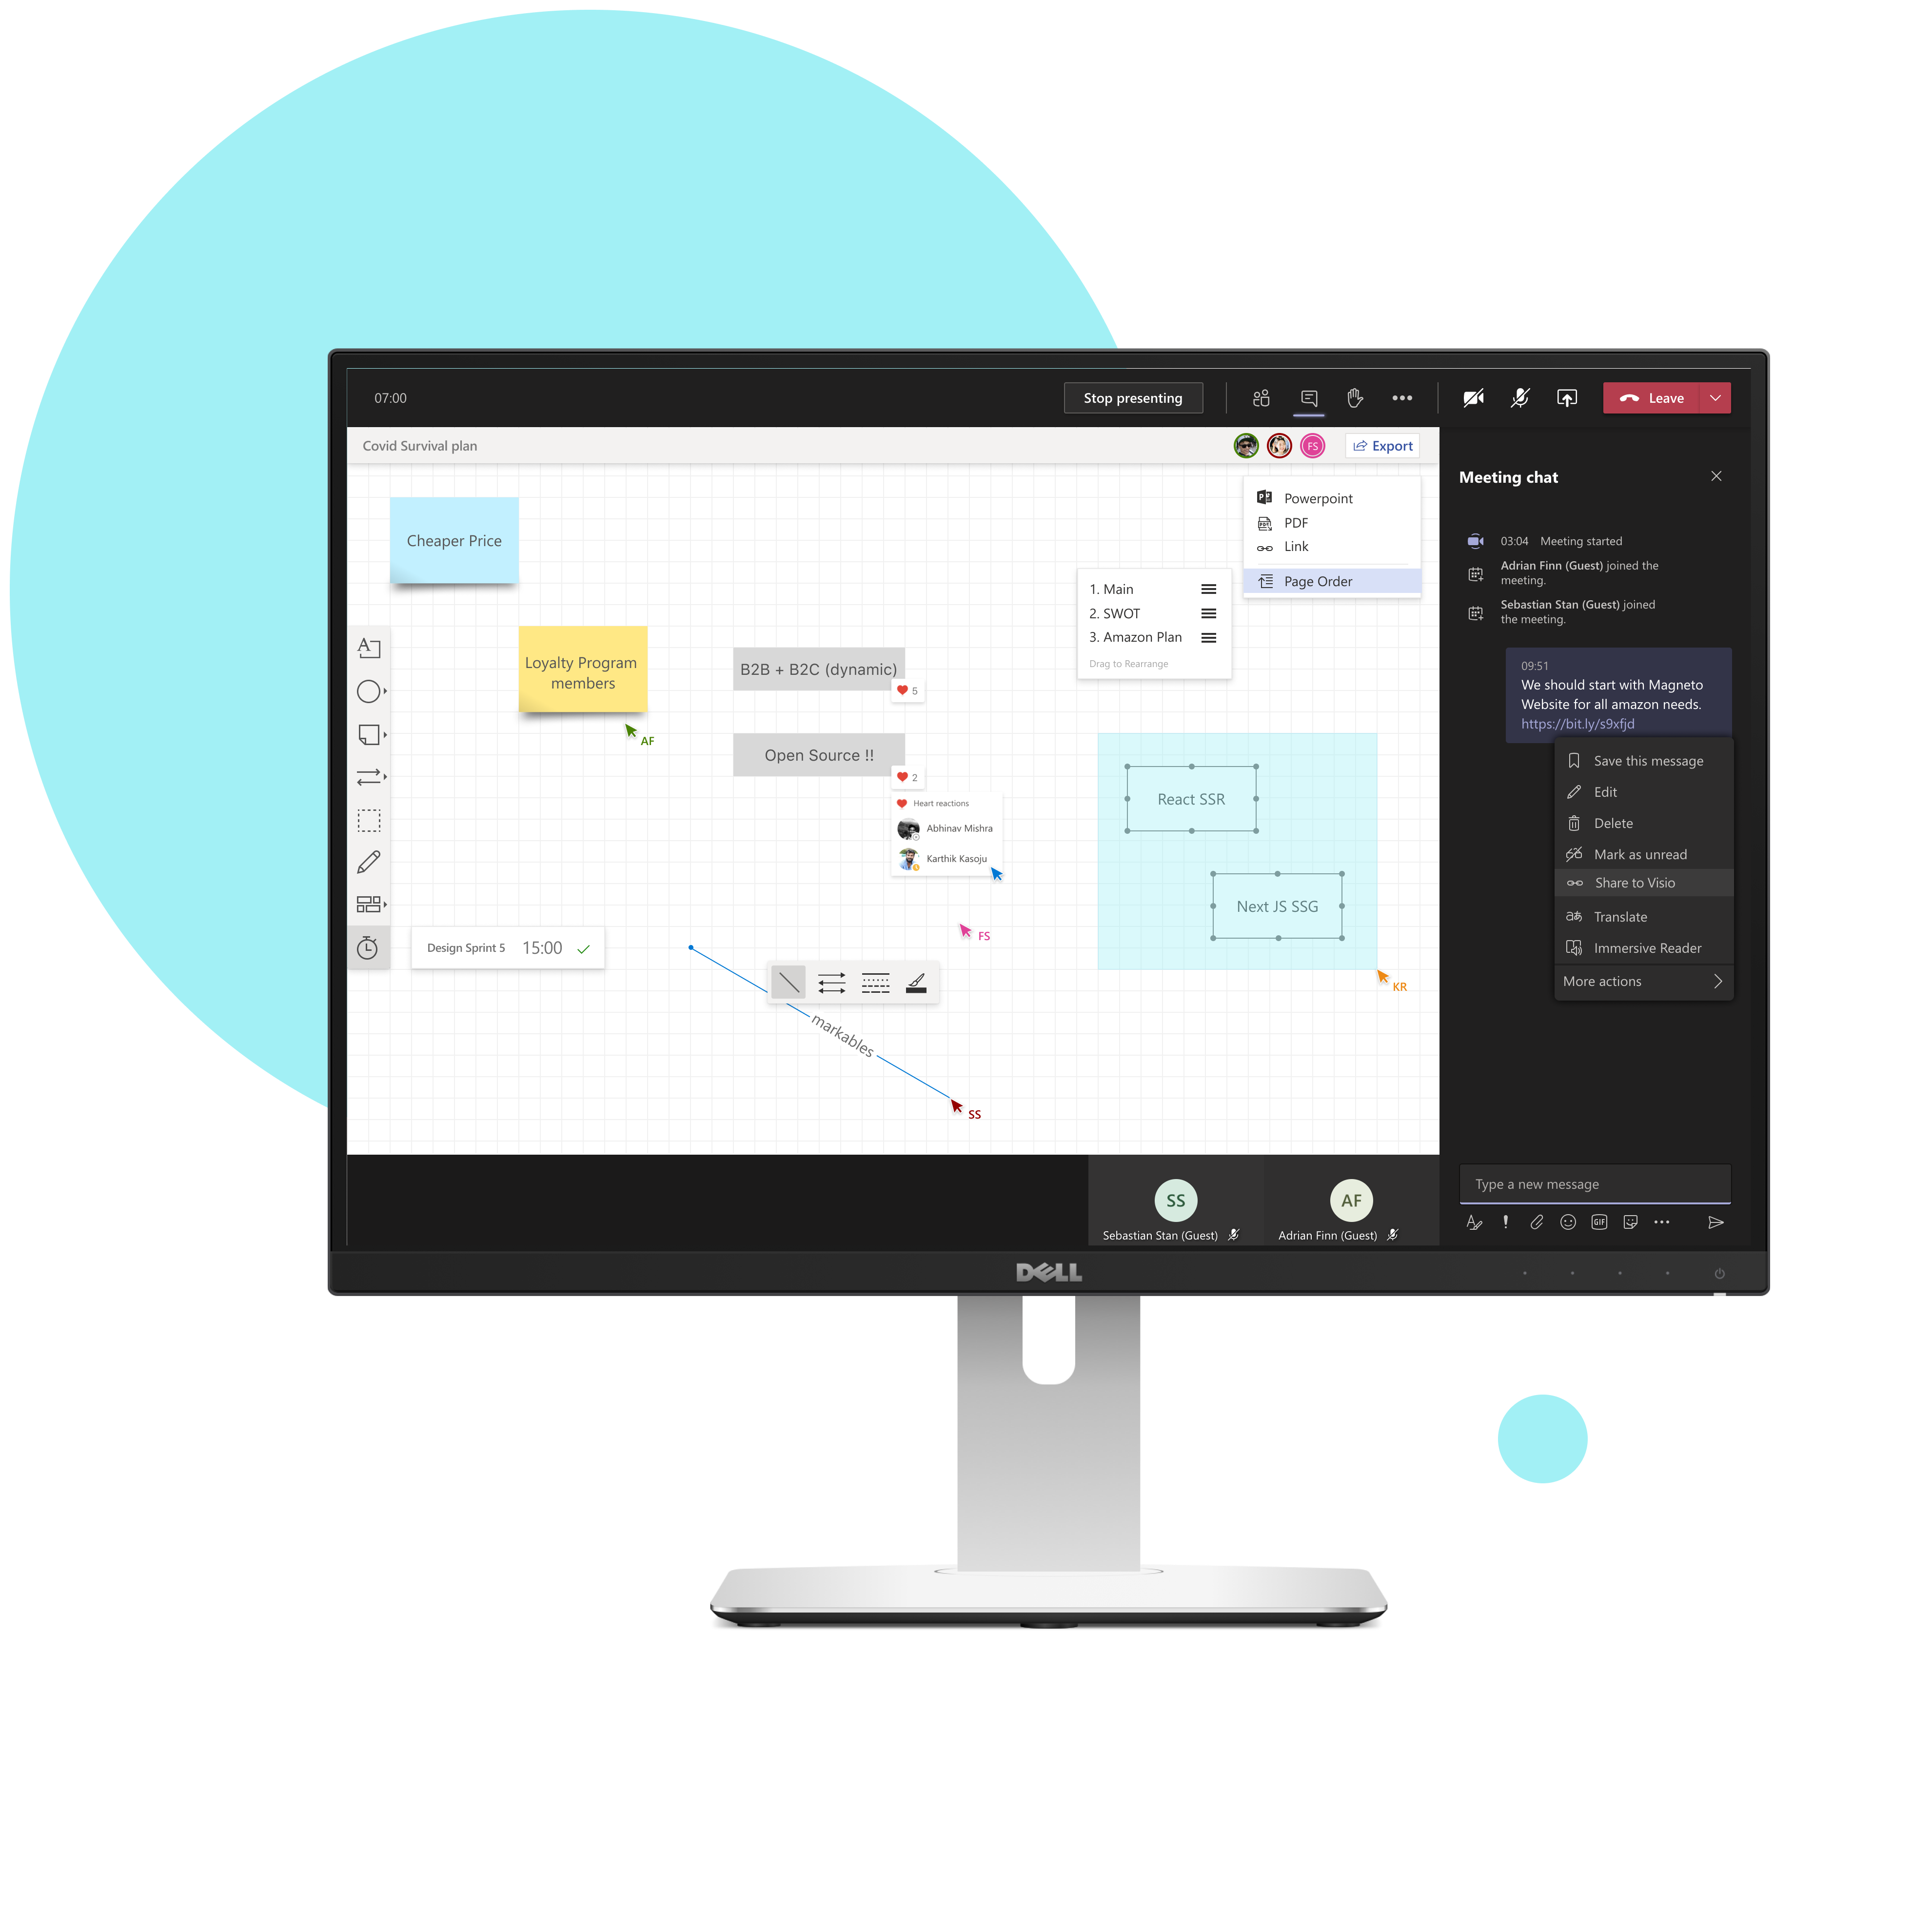 07:00
Stop presenting
Leave
Covid Survival plan
FS
Export
Powerpoint
PDF
Link
Page Order
1. Main
2. SWOT
3. Amazon Plan
Drag to Rearrange
Cheaper Price
Loyalty Program
members
AF
B2B + B2C (dynamic)
5
Open Source !!
2
Heart reactions
Abhinav Mishra
Karthik Kasoju
FS
React SSR
Next JS SSG
KR
Design Sprint 5 15:00
markables
SS
Meeting chat
03:04 Meeting started
Adrian Finn (Guest) joined the
meeting.
Sebastian Stan (Guest) joined
the meeting.
09:51
We should start with Magneto
Website for all amazon needs.
https://bit.ly/s9xfjd
Save this message
Edit
Delete
Mark as unread
Share to Visio
Translate
Immersive Reader
More actions
Type a new message
GIF
SS
Sebastian Stan (Guest)
AF
Adrian Finn (Guest)
DELL